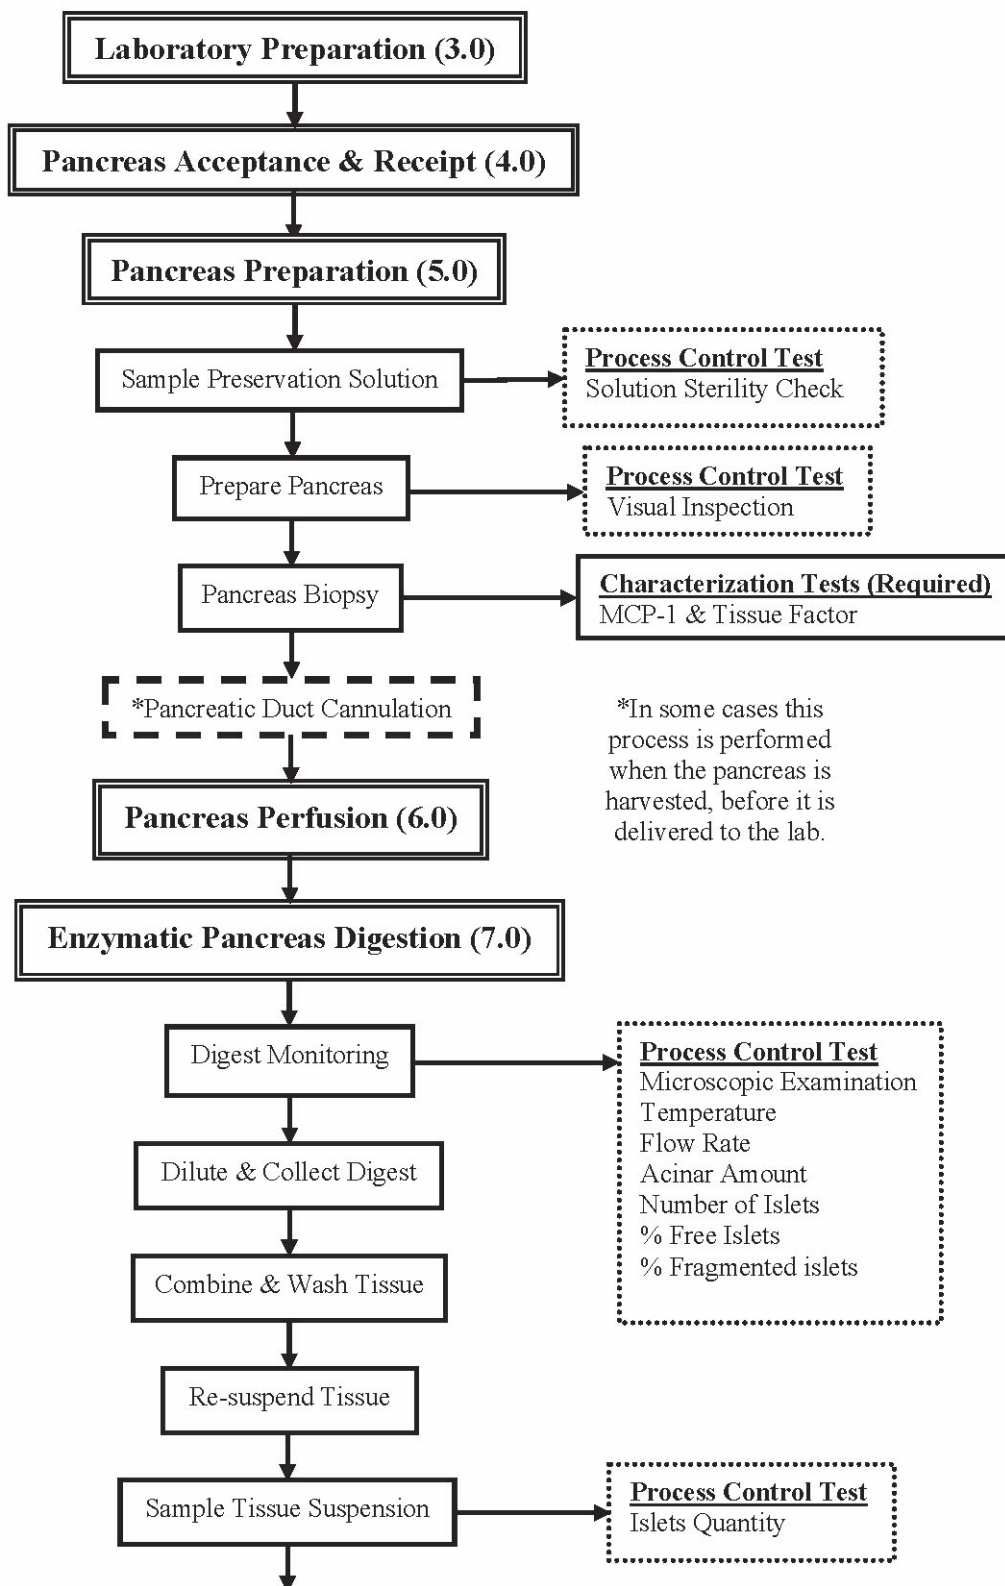 Laboratory Preparation (3.0)
Pancreas Acceptance & Receipt (4.0)
Pancreas Preparation (5.0)
Sample Preservation Solution
Process Control Test
Solution Sterility Check
Prepare Pancreas
Process Control Test
Visual Inspection
Pancreas Biopsy
Characterization Tests (Required)
MCP-1 & Tissue Factor
*Pancreatic Duct Cannulation
*In some cases this
process is performed
when the pancreas is
harvested, before it is
delivered to the lab.
Pancreas Perfusion (6.0)
Enzymatic Pancreas Digestion (7.0)
Digest Monitoring
Process Control Test
Microscopic Examination
Temperature
Flow Rate
Acinar Amount
Number of Islets
% Free Islets
% Fragmented islets
Dilute & Collect Digest
Combine & Wash Tissue
Re-suspend Tissue
Sample Tissue Suspension
Process Control Test
Islets Quantity